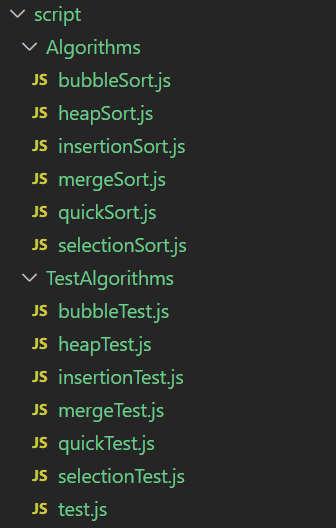 script
Algorithms
JS bubbleSort.js
JS heapSort.js
JS insertionSort.js
JS mergeSort.js
JS quickSort.js
JS selectionSort.js
TestAlgorithms
JS bubbleTest.js
JS heapTest.js
JS insertionTest.js
JS mergeTest.js
JS quickTest.js
JS selectionTest.js
JS test.js